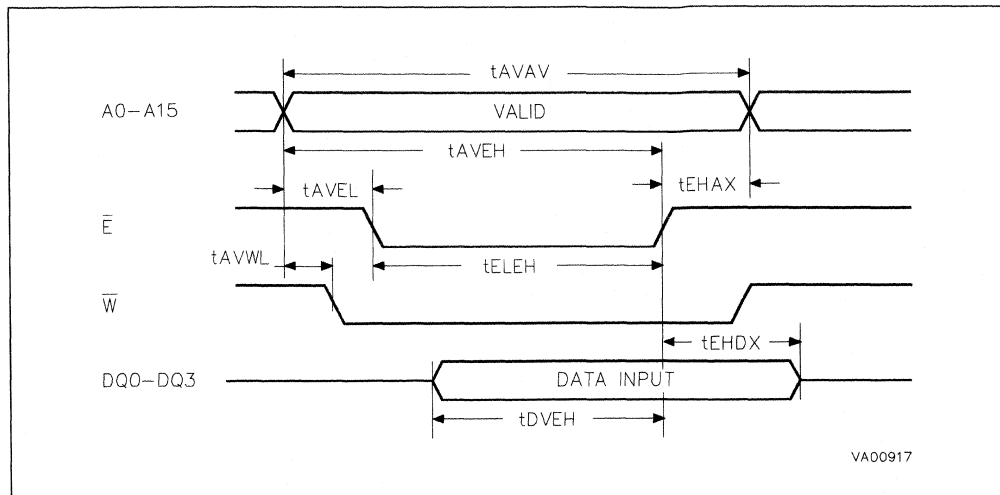 tAVAV
A0-A15
VALID
tAVEH
tAVEL
tEHAX
E̅
tAVWL
tELEH
W̅
tEHDX
DQ0-DQ3
DATA INPUT
tDVEH
VA00917